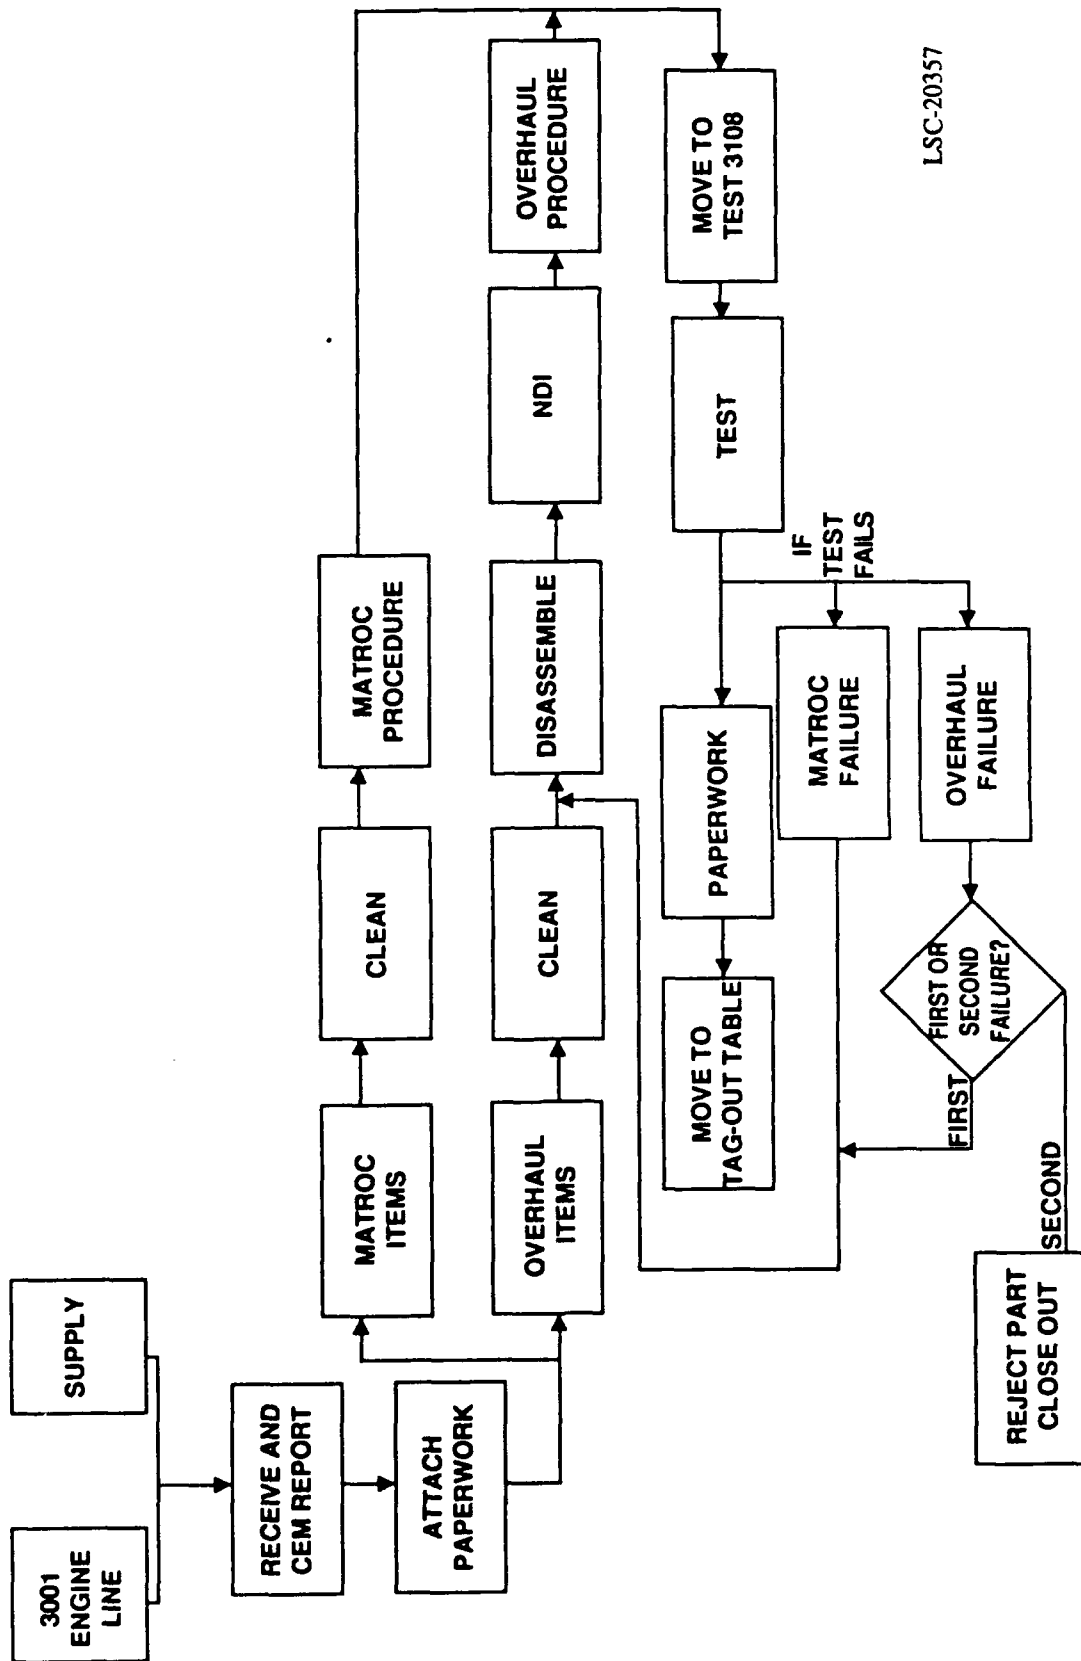 3001
ENGINE
LINE
SUPPLY
RECEIVE AND
CEM REPORT
ATTACH
PAPERWORK
MATROC
ITEMS
CLEAN
MATROC
PROCEDURE
OVERHAUL
ITEMS
CLEAN
DISASSEMBLE
NDI
OVERHAUL
PROCEDURE
MOVE TO
TEST 3108
TEST
IF
TEST
FAILS
PAPERWORK
MOVE TO
TAG-OUT TABLE
MATROC
FAILURE
OVERHAUL
FAILURE
FIRST OR
SECOND
FAILURE?
FIRST
SECOND
REJECT PART
CLOSE OUT
LSC-20357